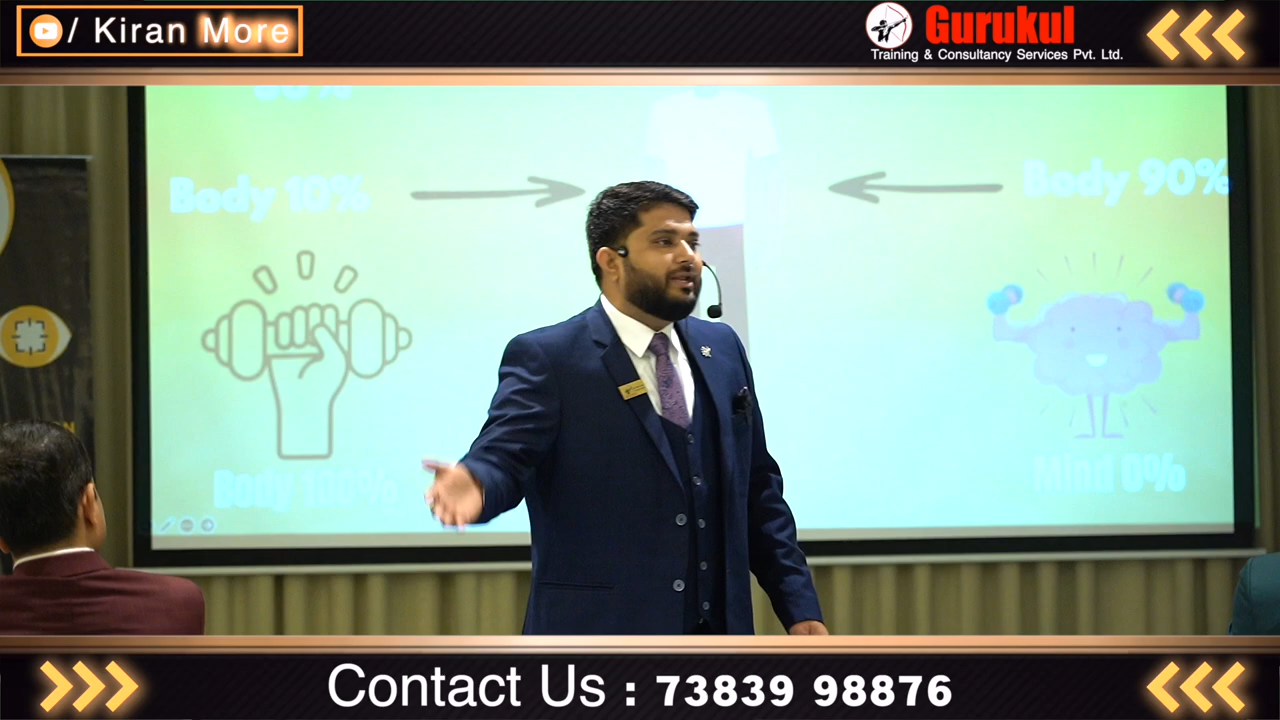 / Kiran More
Gurukul
Training & Consultancy Services Pvt. Ltd.
Body 10%
Body 90%
Body 100%
Mind 0%
Contact Us : 73839 98876